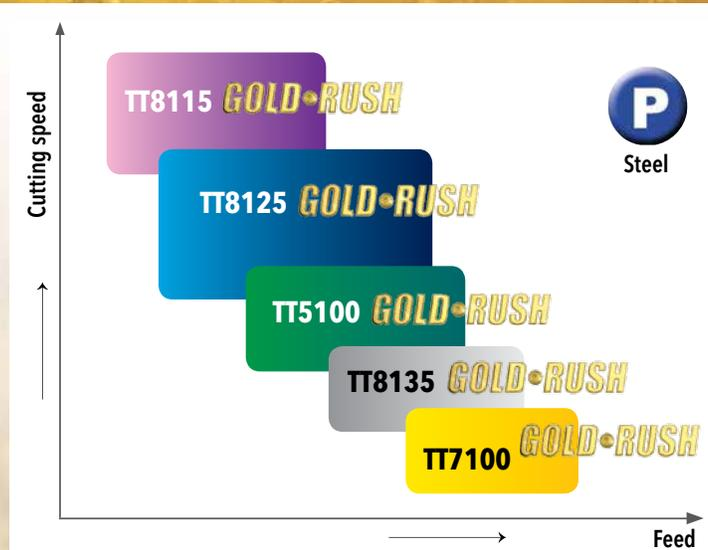 Cutting speed
TT8115 GOLD•RUSH
P
Steel
TT8125 GOLD•RUSH
TT5100 GOLD•RUSH
TT8135 GOLD•RUSH
TT7100 GOLD•RUSH
Feed